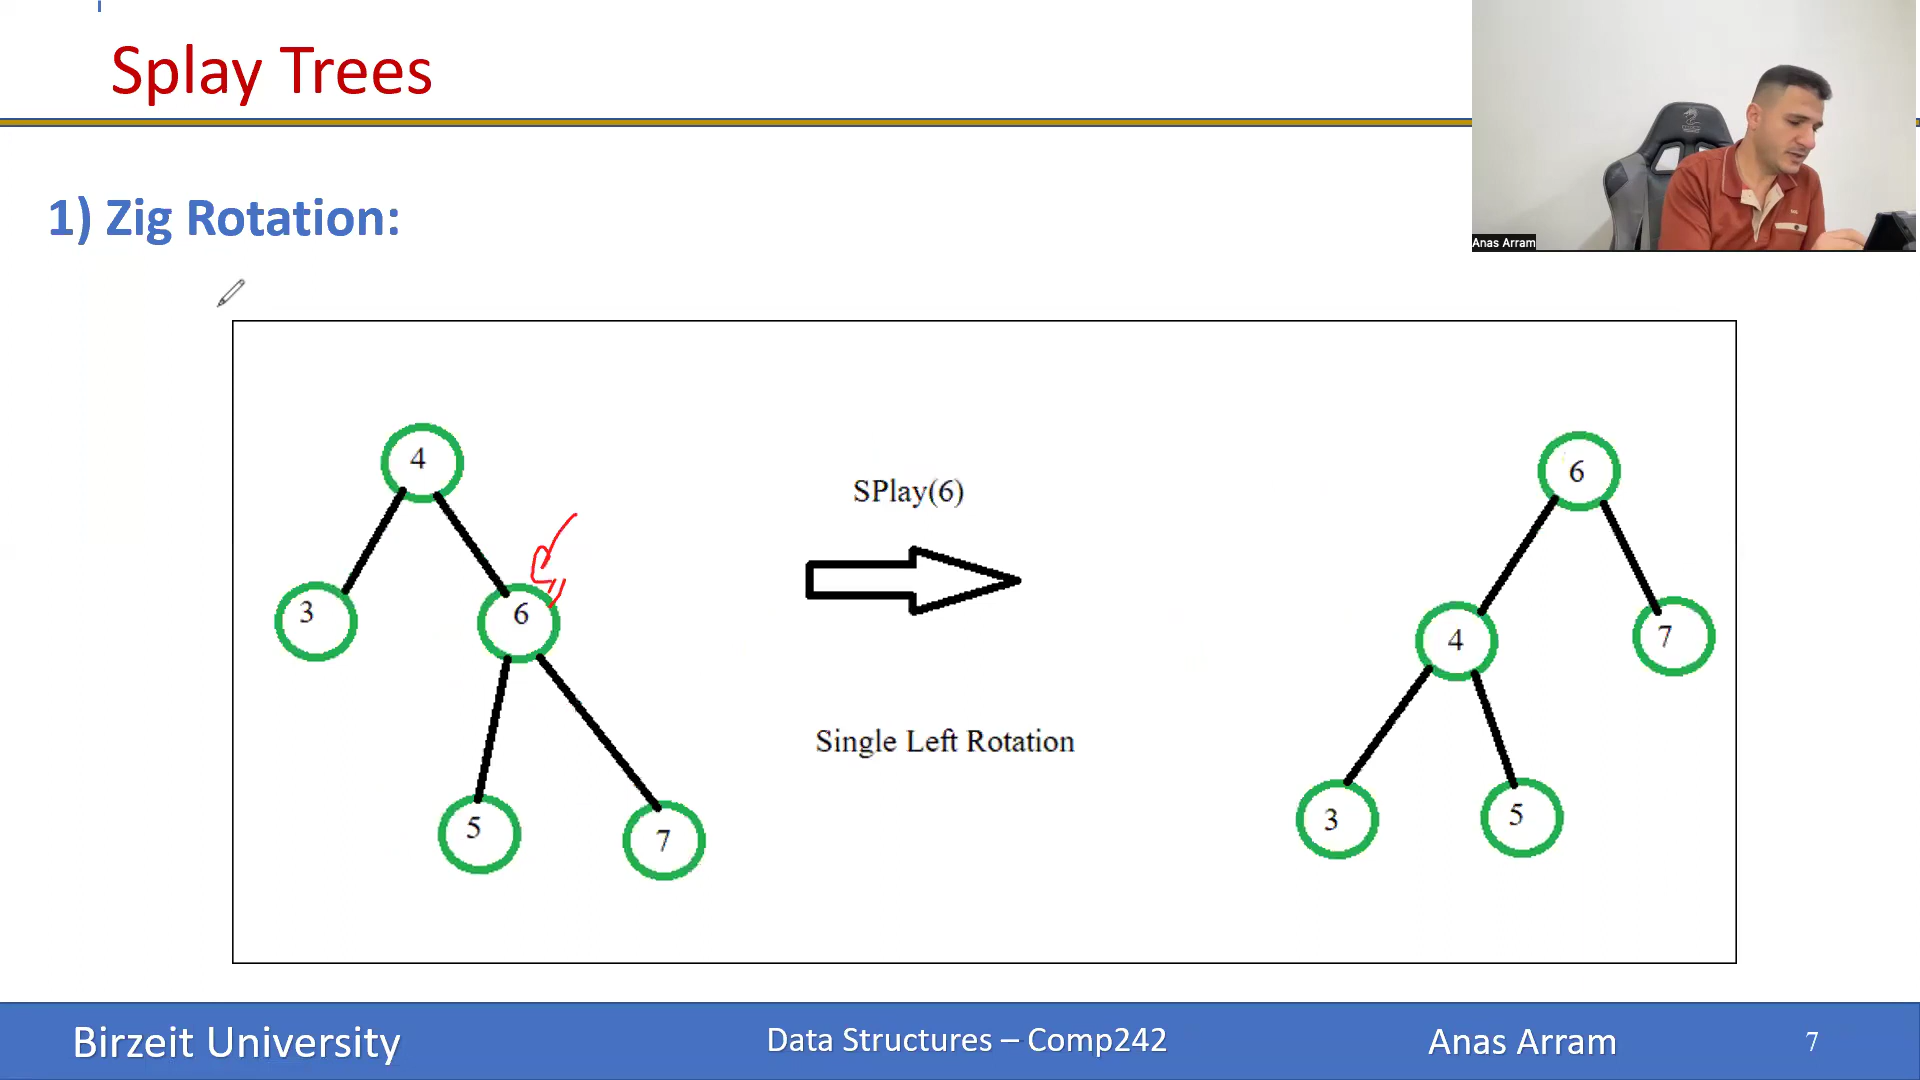 Splay Trees
Anas Arram
1) Zig Rotation:
4
3
6
5
7
SPlay(6)
Single Left Rotation
6
4
7
3
5
Birzeit University
Data Structures – Comp242
Anas Arram
7